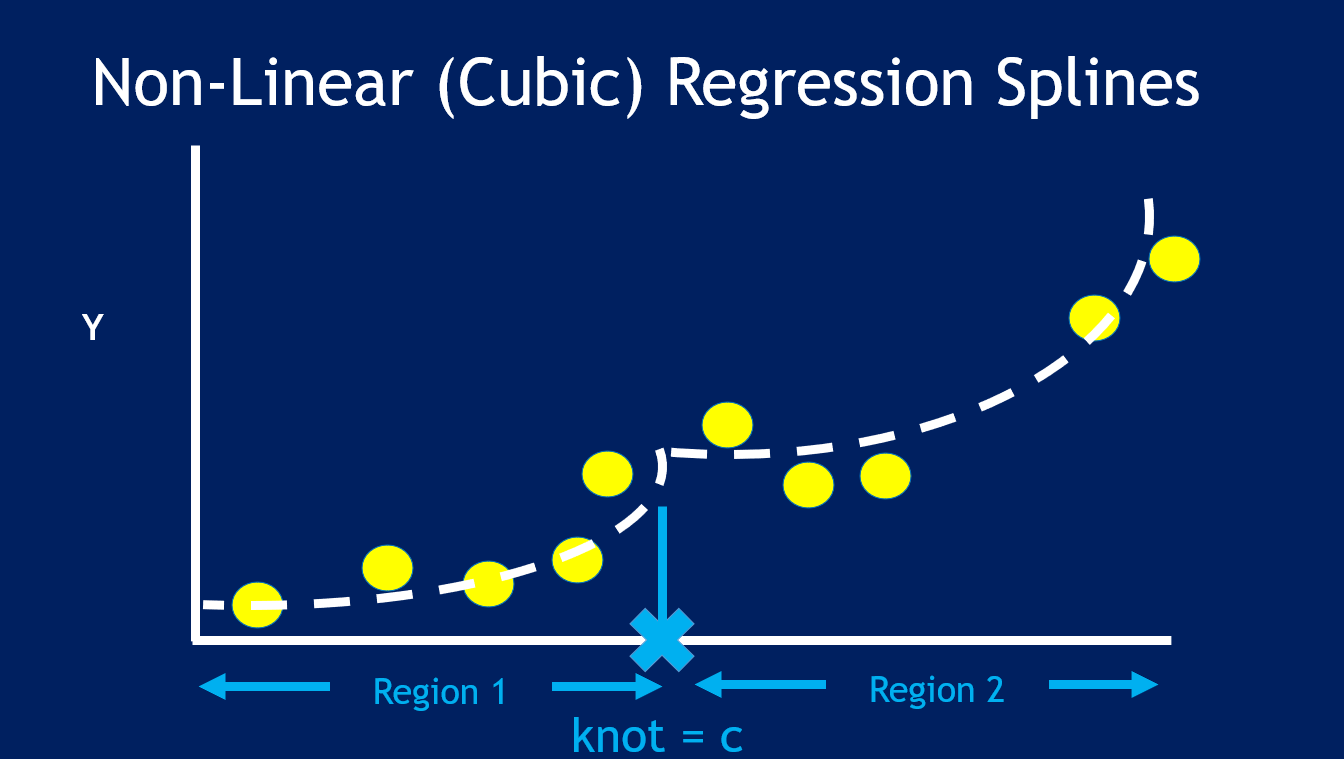 Non-Linear (Cubic) Regression Splines
Y
Region 1
Region 2
knot = c